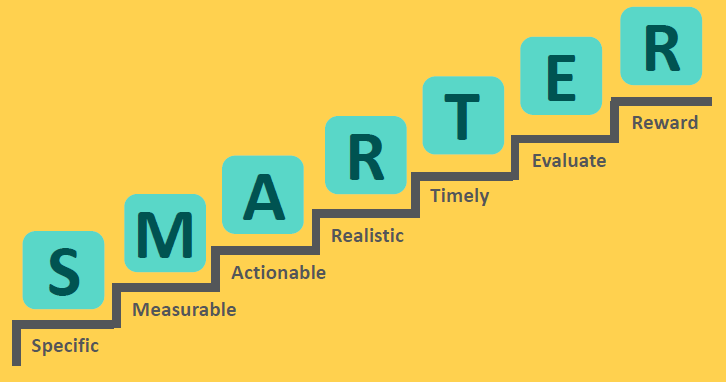 S
Specific
M
Measurable
A
Actionable
R
Realistic
T
Timely
E
Evaluate
R
Reward